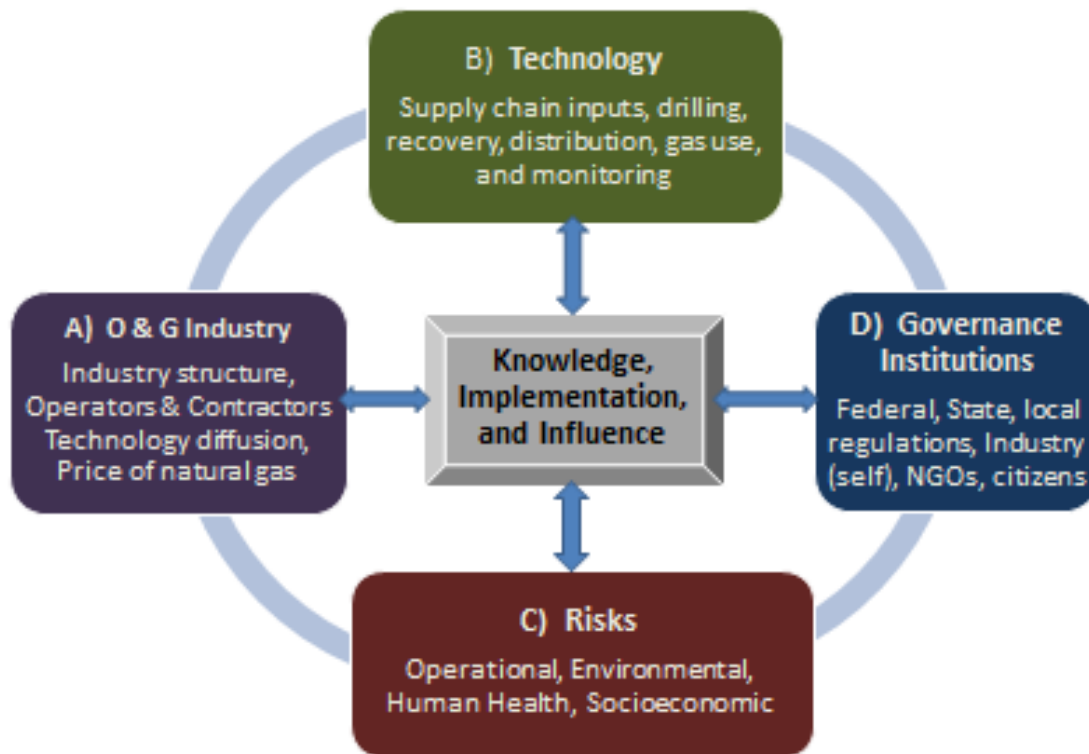 B) Technology
Supply chain inputs, drilling,
recovery, distribution, gas use,
and monitoring
A) O & G Industry
Industry structure,
Operators & Contractors
Technology diffusion,
Price of natural gas
Knowledge,
Implementation,
and Influence
D) Governance
Institutions
Federal, State, local
regulations, Industry
(self), NGOs, citizens
C) Risks
Operational, Environmental,
Human Health, Socioeconomic